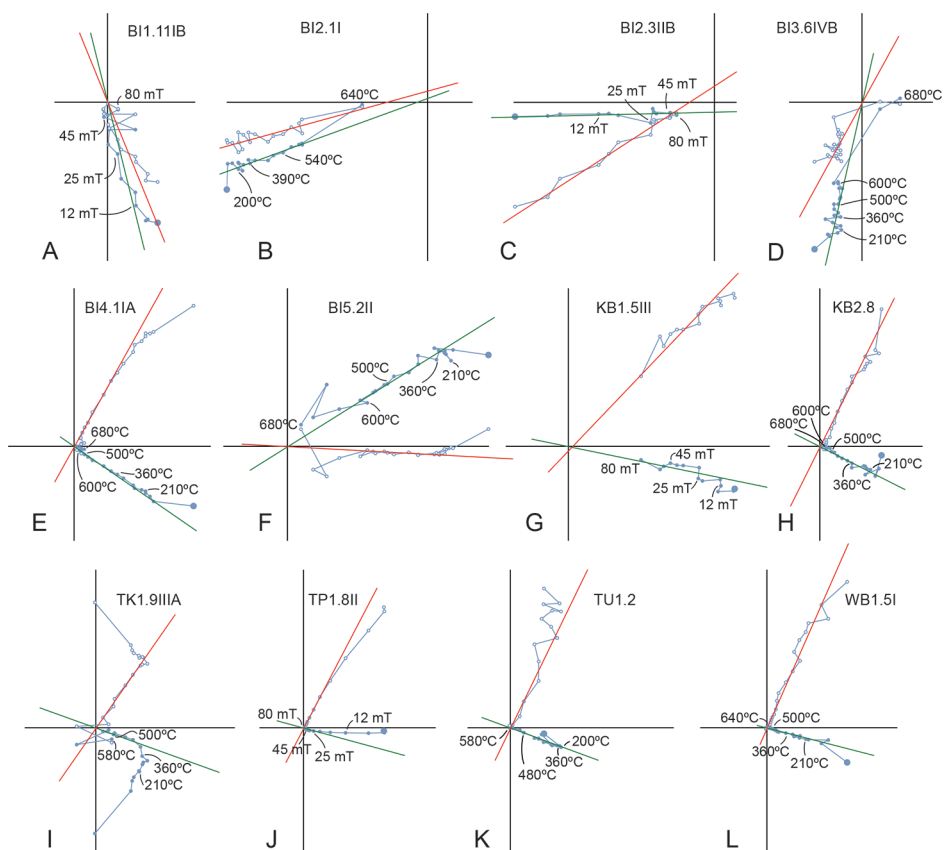 BI1.11IB
80 mT
45 mT
25 mT
12 mT
A
BI2.1I
640ºC
540ºC
390ºC
200ºC
B
BI2.3IIB
45 mT
25 mT
12 mT
80 mT
C
BI3.6IVB
680ºC
600ºC
500ºC
360ºC
210ºC
D
BI4.1IA
680ºC
500ºC
360ºC
600ºC
210ºC
E
BI5.2II
500ºC
360ºC
210ºC
600ºC
680ºC
F
KB1.5III
45 mT
80 mT
25 mT
12 mT
G
KB2.8
600ºC
680ºC
500ºC
210ºC
360ºC
H
TK1.9IIIA
500ºC
580ºC
360ºC
210ºC
I
TP1.8II
80 mT
12 mT
45 mT
25 mT
J
TU1.2
580ºC
200ºC
360ºC
480ºC
K
WB1.5I
640ºC
500ºC
360ºC
210ºC
L